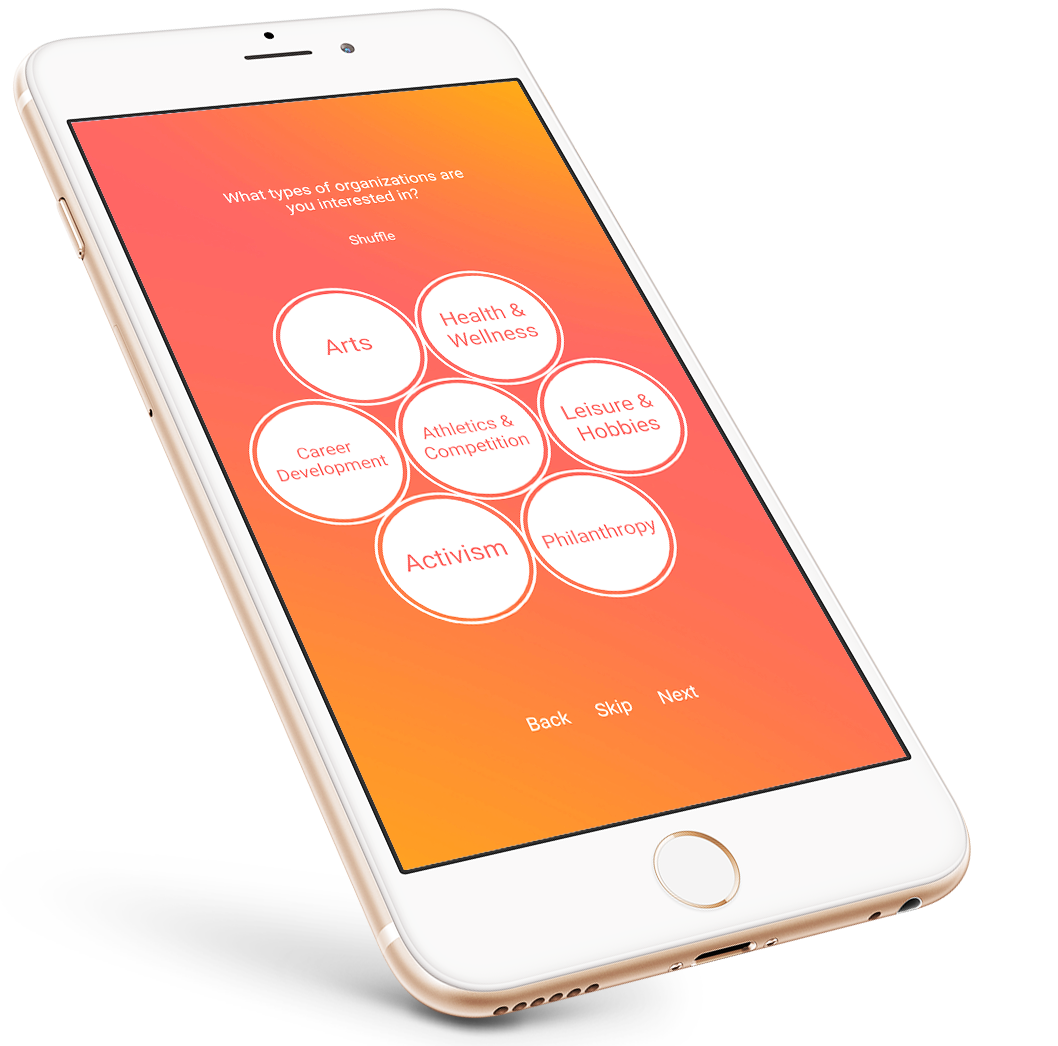 What types of organizations are
you interested in?
Shuffle
Arts
Health &
Wellness
Career
Development
Athletics &
Competition
Leisure &
Hobbies
Activism
Philanthropy
Back Skip Next